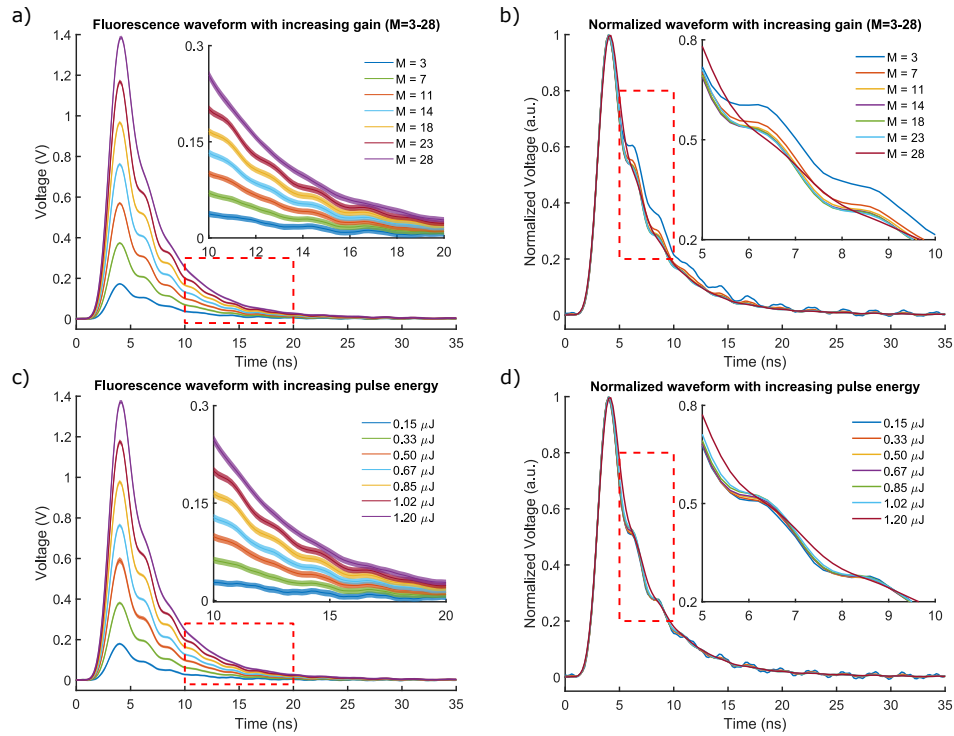 a)
Fluorescence waveform with increasing gain (M=3-28)
Voltage (V)
1.4
1.2
1
0.8
0.6
0.4
0.2
0
0 5 10 15 20 25 30 35
Time (ns)
0.3
0.15
0
10 12 14 16 18 20
M = 3
M = 7
M = 11
M = 14
M = 18
M = 23
M = 28
b)
Normalized waveform with increasing gain (M=3-28)
Normalized Voltage (a.u.)
1
0.8
0.6
0.4
0.2
0
0 5 10 15 20 25 30 35
Time (ns)
0.8
0.5
0.2
5 6 7 8 9 10
M = 3
M = 7
M = 11
M = 14
M = 18
M = 23
M = 28
c)
Fluorescence waveform with increasing pulse energy
Voltage (V)
1.4
1.2
1
0.8
0.6
0.4
0.2
0
0 5 10 15 20 25 30 35
Time (ns)
0.3
0.15
0
10 15 20
0.15 μJ
0.33 μJ
0.50 μJ
0.67 μJ
0.85 μJ
1.02 μJ
1.20 μJ
d)
Normalized waveform with increasing pulse energy
Normalized Voltage (a.u.)
1
0.8
0.6
0.4
0.2
0
0 5 10 15 20 25 30 35
Time (ns)
0.8
0.5
0.2
5 6 7 8 9 10
0.15 μJ
0.33 μJ
0.50 μJ
0.67 μJ
0.85 μJ
1.02 μJ
1.20 μJ